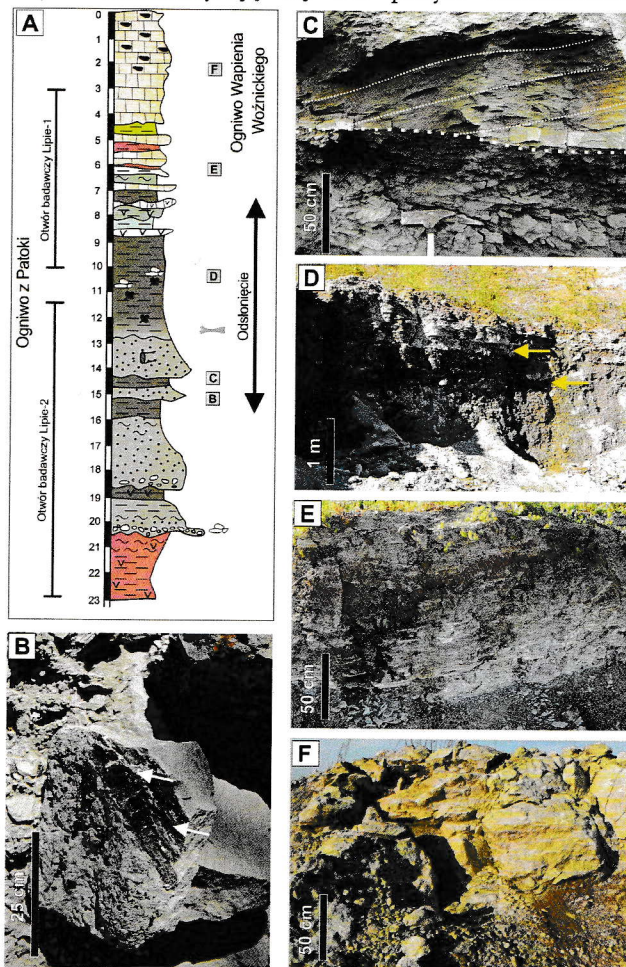 A
0
1
2
3
4
5
6
7
8
9
10
11
12
13
14
15
16
17
18
19
20
21
22
23
Ogniwo z Patoki
Otwór badawczy Lipie-1
Otwór badawczy Lipie-2
F
E
D
C
B
Ogniwo Wapienia
Woźnickiego
Odsłonięcie
B
25 cm
C
50 cm
D
1 m
E
50 cm
F
50 cm